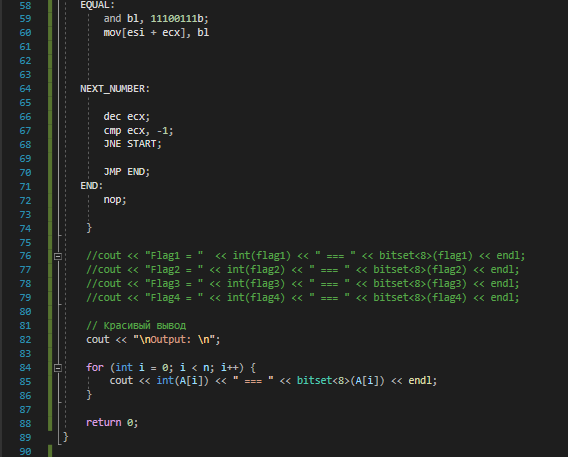 58 EQUAL:
59 and bl, 11100111b;
60 mov[esi + ecx], bl
61
62
63
64 NEXT_NUMBER:
65
66 dec ecx;
67 cmp ecx, -1;
68 JNE START;
69
70 JMP END;
71 END:
72 nop;
73
74 }
75
76 //cout << "Flag1 = "  << int(flag1) << " === " << bitset<8>(flag1) << endl;
77 //cout << "Flag2 = " << int(flag2) << " === " << bitset<8>(flag2) << endl;
78 //cout << "Flag3 = " << int(flag3) << " === " << bitset<8>(flag3) << endl;
79 //cout << "Flag4 = " << int(flag4) << " === " << bitset<8>(flag4) << endl;
80
81 // Красивый вывод
82 cout << "\nOutput: \n";
83
84 for (int i = 0; i < n; i++) {
85 cout << int(A[i]) << " === " << bitset<8>(A[i]) << endl;
86 }
87
88 return 0;
89 }
90